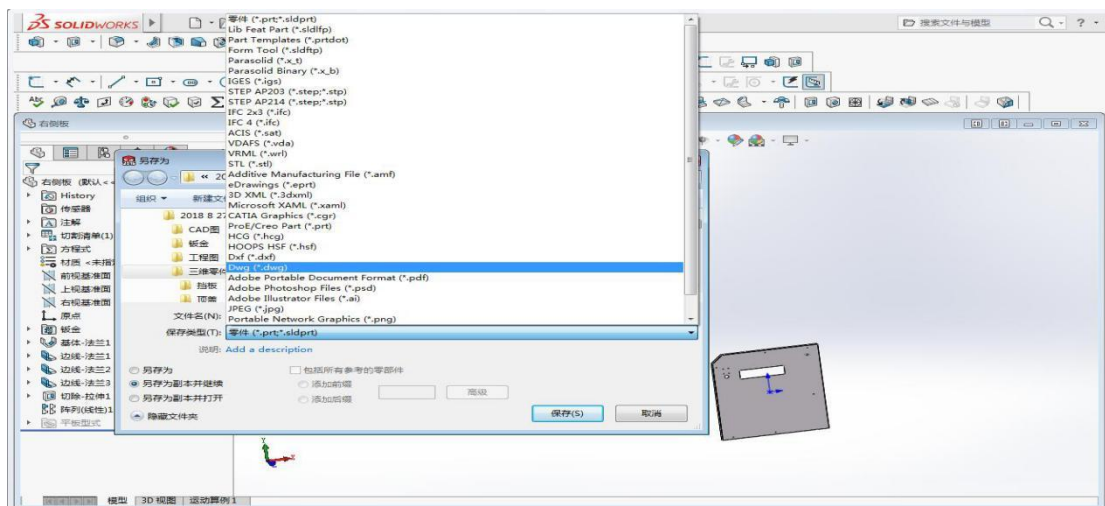 SOLIDWORKS
搜索文件与模型
零件 (*.prt;*.sldprt)
Lib Feat Part (*.sldlfp)
Part Templates (*.prtdot)
Form Tool (*.sldftp)
Parasolid (*.x_t)
Parasolid Binary (*.x_b)
IGES (*.igs)
STEP AP203 (*.step;*.stp)
STEP AP214 (*.step;*.stp)
IFC 2x3 (*.ifc)
IFC 4 (*.ifc)
ACIS (*.sat)
VDAFS (*.vda)
VRML (*.wrl)
STL (*.stl)
Additive Manufacturing File (*.amf)
eDrawings (*.eprt)
3D XML (*.3dxml)
Microsoft XAML (*.xaml)
CATIA Graphics (*.cgr)
ProE/Creo Part (*.prt)
HCG (*.hcg)
HOOPS HSF (*.hsf)
Dxf (*.dxf)
Dwg (*.dwg)
Adobe Portable Document Format (*.pdf)
Adobe Photoshop Files (*.psd)
Adobe Illustrator Files (*.ai)
JPEG (*.jpg)
Portable Network Graphics (*.png)
右侧板
右侧板 (默认<<
History
传感器
注解
切割清单(1)
方程式
材质 <未指
前视基准面
上视基准面
右视基准面
原点
钣金
基体-法兰1
边线-法兰1
边线-法兰2
边线-法兰3
切除-拉伸1
阵列(线性)1
平板型式
另存为
« 20
组织
新建文件
2018 8 27
CAD图
钣金
工程图
三维零件
挡板
顶盖
文件名(N):
保存类型(T): 零件 (*.prt;*.sldprt)
说明: Add a description
另存为
另存为副本并继续
另存为副本并打开
包括所有参考的零部件
添加前缀
添加后缀
高级
隐藏文件夹
保存(S)
取消
模型
3D 视图
运动算例 1